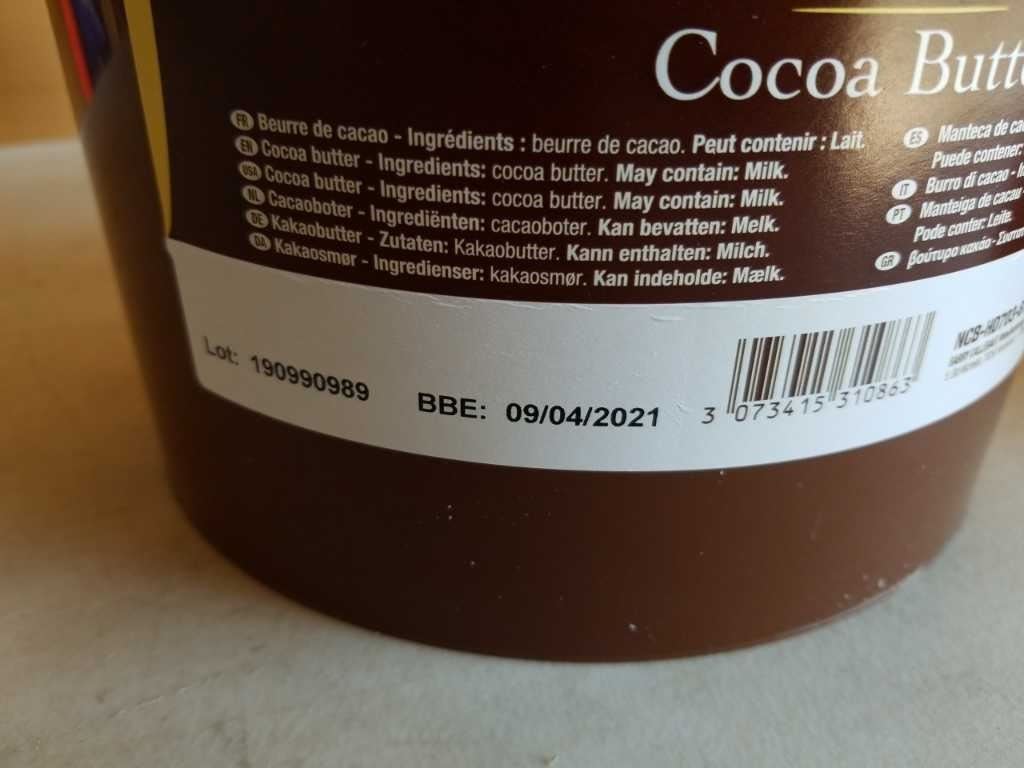 Cocoa
FR Beurre de cacao - Ingrédients : beurre de cacao. Peut contenir : Lait.
EN Cocoa butter - Ingredients: cocoa butter. May contain: Milk.
USA Cocoa butter - Ingredients: cocoa butter. May contain: Milk.
NL Cacaoboter - Ingrediënten: cacaoboter. Kan bevatten: Melk.
DE Kakaobutter - Zutaten: Kakaobutter. Kann enthalten: Milch.
DA Kakaosmør - Ingredienser: kakaosmør. Kan indeholde: Mælk.
ES Manteca de
Puede contener:
IT Burro di cacao -
PT Manteiga de cacau
Pode conter: Leite.
GR βούτυρο κακάο -
Lot: 190990989
BBE: 09/04/2021
3 073415 310863